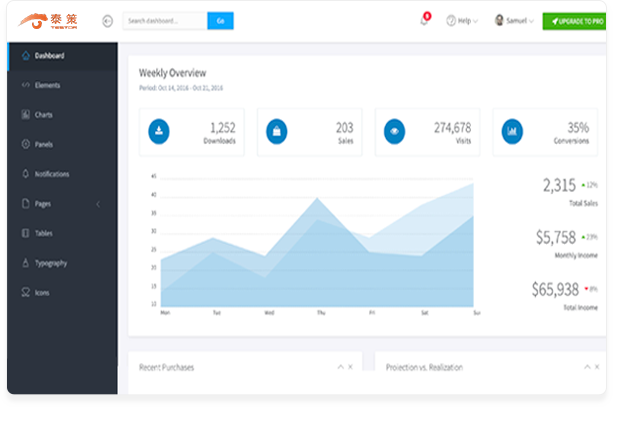 泰策
TESTOR
Search dashboard...
Go
8
Help
Samuel
UPGRADE TO PRO
Dashboard
Elements
Charts
Panels
Notifications
Pages
Tables
Typography
Icons
Weekly Overview
Period: Oct 14, 2016 - Oct 21, 2016
1,252
Downloads
203
Sales
274,678
Visits
35%
Conversions
45
40
35
30
25
20
15
10
Mon
Tue
Wed
Thu
Fri
Sat
Sun
2,315 12%
Total Sales
$5,758 23%
Monthly Income
$65,938 8%
Total Income
Recent Purchases
Projection vs. Realization